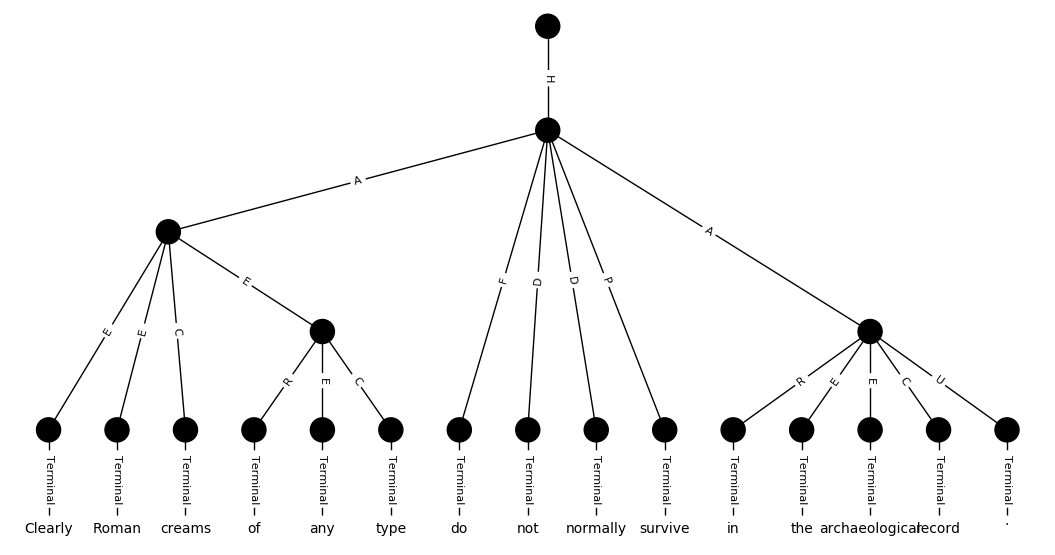 H
A
A
E
F
D
D
P
E
E
C
R
E
C
R
E
E
C
U
Terminal Terminal Terminal Terminal Terminal Terminal Terminal Terminal Terminal Terminal Terminal Terminal Terminal Terminal Terminal
Clearly Roman creams of any type do not normally survive in the archaeological record .